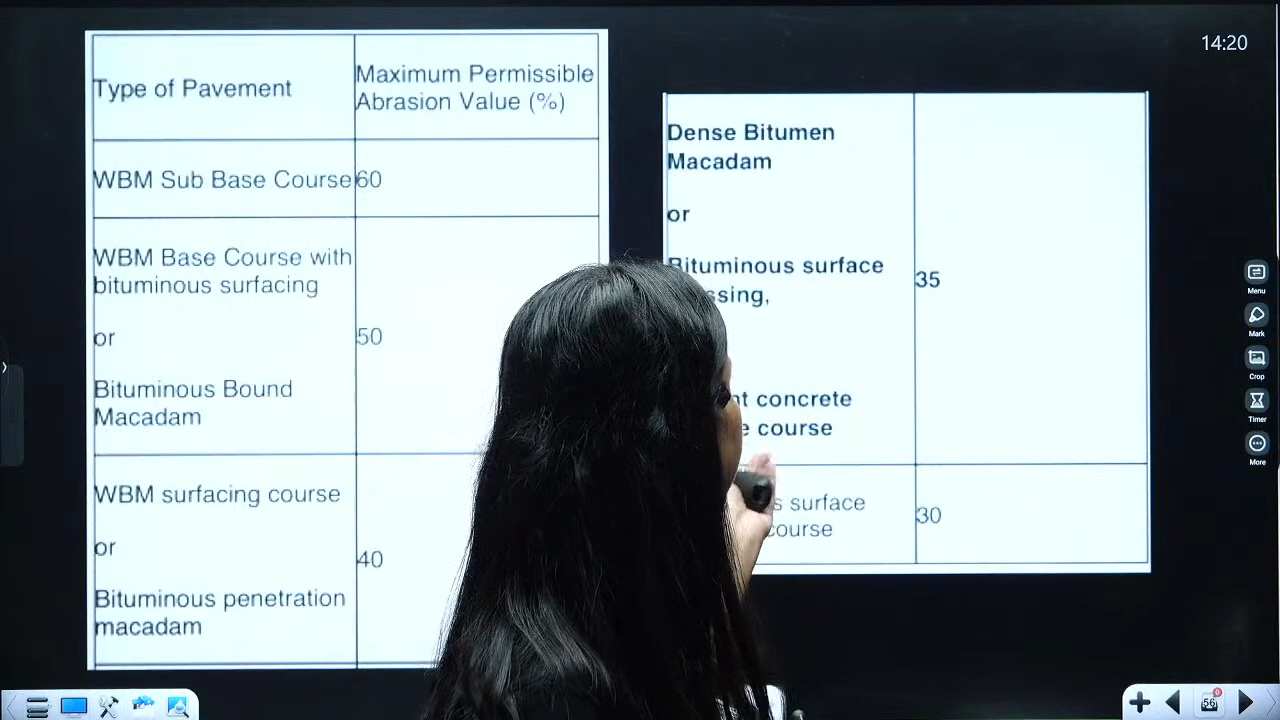 Type of Pavement
Maximum Permissible
Abrasion Value (%)
WBM Sub Base Course
60
WBM Base Course with
bituminous surfacing
or
Bituminous Bound
Macadam
50
WBM surfacing course
or
Bituminous penetration
macadam
40
Dense Bitumen
Macadam
or
Bituminous surface
35
concrete
course
surface
course
30
14:20
Menu
Mark
Crop
Timer
More
56
0